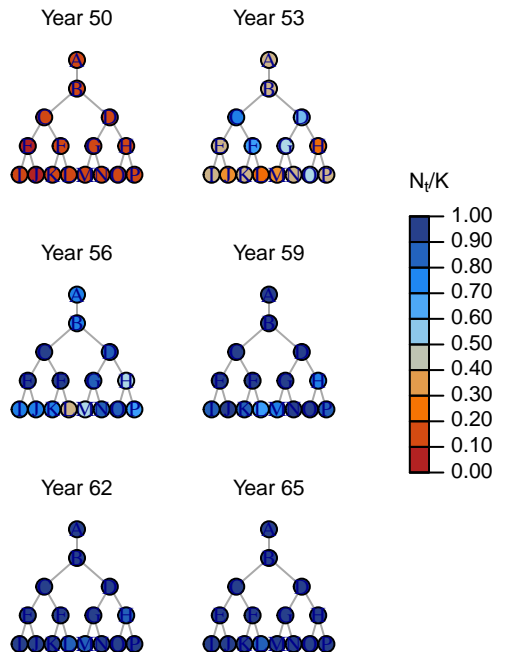 Year 50
A
B
C D
E F G H
I J K L M N O P
Year 53
A
B
C D
E F G H
I J K L M N O P
Year 56
A
B
C D
E F G H
I J K L M N O P
Year 59
A
B
C D
E F G H
I J K L M N O P
Year 62
A
B
C D
E F G H
I J K L M N O P
Year 65
A
B
C D
E F G H
I J K L M N O P
Nₜ/K
1.00
0.90
0.80
0.70
0.60
0.50
0.40
0.30
0.20
0.10
0.00